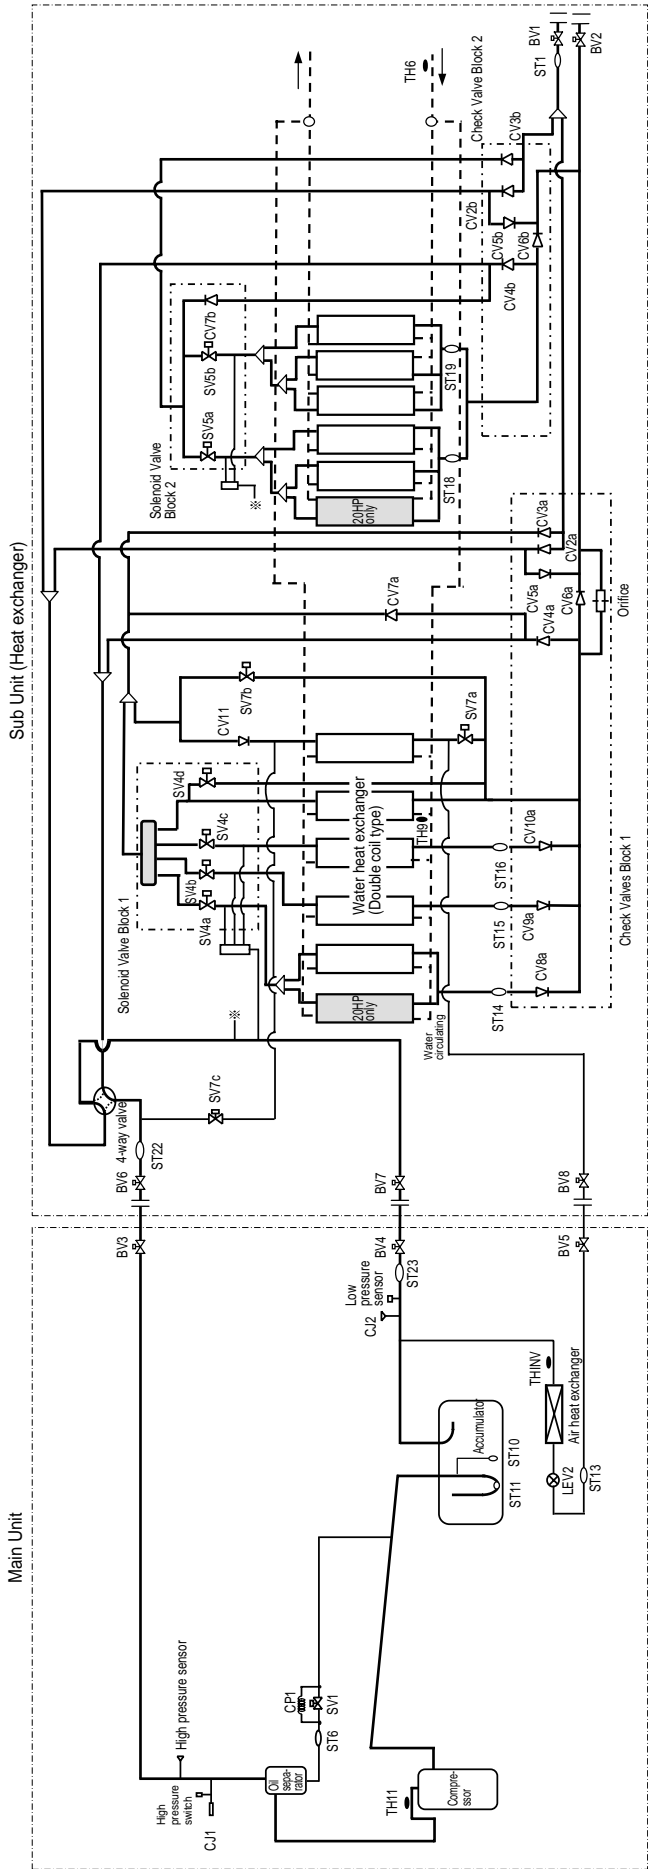 Sub Unit (Heat exchanger)
Main Unit
BV1
ST1
BV2
TH6
Check Valve Block 2
CV3b
CV2b
CV5b
CV6b
CV4b
Solenoid Valve
Block 2
CV7b
SV5b
SV5a
※
ST19
ST18
20HP
only
CV3a
CV2a
CV5a
CV6a
CV4a
Orifice
CV7a
SV7b
CV11
SV7a
Solenoid Valve Block 1
SV4d
SV4c
SV4b
SV4a
Water heat exchanger
(Double coil type)
TH9
CV10a
ST16
ST15
CV9a
ST14
CV8a
Check Valves Block 1
20HP
only
Water
circulating
※
SV7c
4-way valve
ST22
BV6
BV7
BV8
BV3
BV4
BV5
ST23
Low
pressure
sensor
CJ2
THINV
Air heat exchanger
LEV2
ST13
Accumulator
ST10
ST11
CP1
SV1
ST6
High pressure sensor
High
pressure
switch
CJ1
Oil
sepa-
rator
TH11
Compre-
ssor